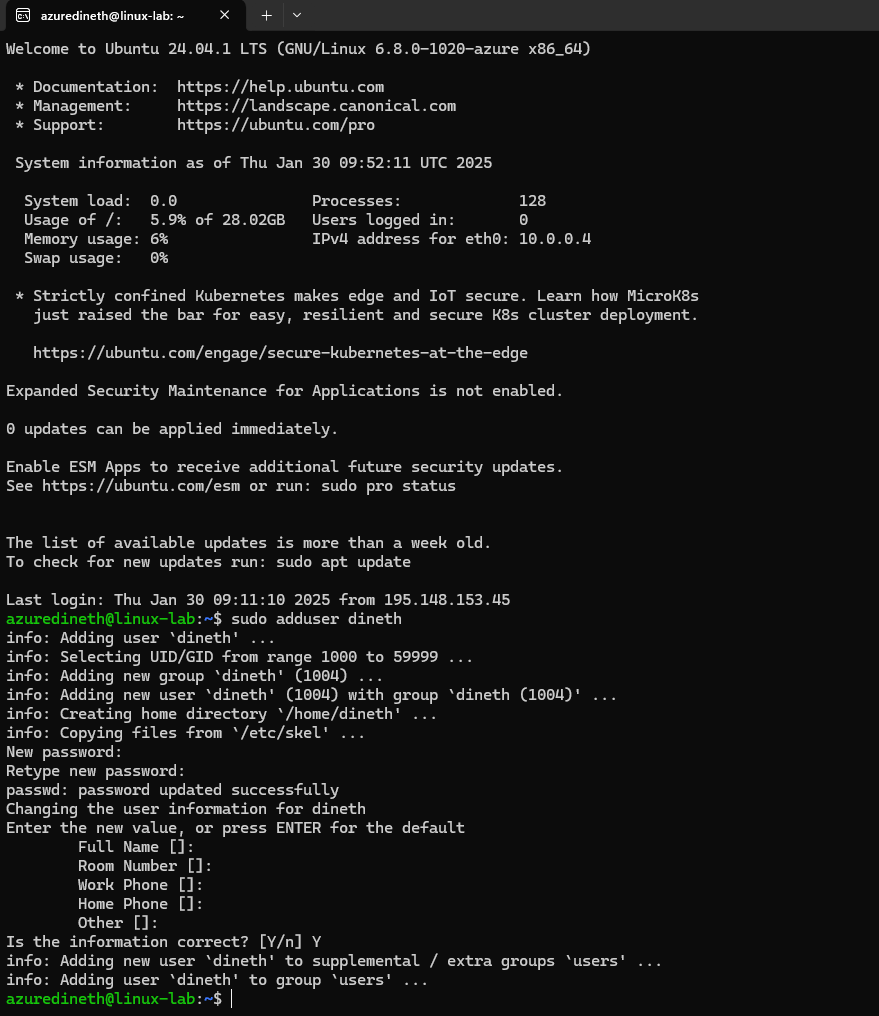 azuredineth@linux-lab: ~
Welcome to Ubuntu 24.04.1 LTS (GNU/Linux 6.8.0-1020-azure x86_64)
* Documentation:  https://help.ubuntu.com
* Management:     https://landscape.canonical.com
* Support:        https://ubuntu.com/pro
System information as of Thu Jan 30 09:52:11 UTC 2025
System load:  0.0               Processes:             128
Usage of /:   5.9% of 28.02GB   Users logged in:       0
Memory usage: 6%                IPv4 address for eth0: 10.0.0.4
Swap usage:   0%
* Strictly confined Kubernetes makes edge and IoT secure. Learn how MicroK8s
just raised the bar for easy, resilient and secure K8s cluster deployment.
https://ubuntu.com/engage/secure-kubernetes-at-the-edge
Expanded Security Maintenance for Applications is not enabled.
0 updates can be applied immediately.
Enable ESM Apps to receive additional future security updates.
See https://ubuntu.com/esm or run: sudo pro status
The list of available updates is more than a week old.
To check for new updates run: sudo apt update
Last login: Thu Jan 30 09:11:10 2025 from 195.148.153.45
azuredineth@linux-lab:~$ sudo adduser dineth
info: Adding user `dineth' ...
info: Selecting UID/GID from range 1000 to 59999 ...
info: Adding new group `dineth' (1004) ...
info: Adding new user `dineth' (1004) with group `dineth (1004)' ...
info: Creating home directory `/home/dineth' ...
info: Copying files from `/etc/skel' ...
New password:
Retype new password:
passwd: password updated successfully
Changing the user information for dineth
Enter the new value, or press ENTER for the default
Full Name []:
Room Number []:
Work Phone []:
Home Phone []:
Other []:
Is the information correct? [Y/n] Y
info: Adding new user `dineth' to supplemental / extra groups `users' ...
info: Adding user `dineth' to group `users' ...
azuredineth@linux-lab:~$